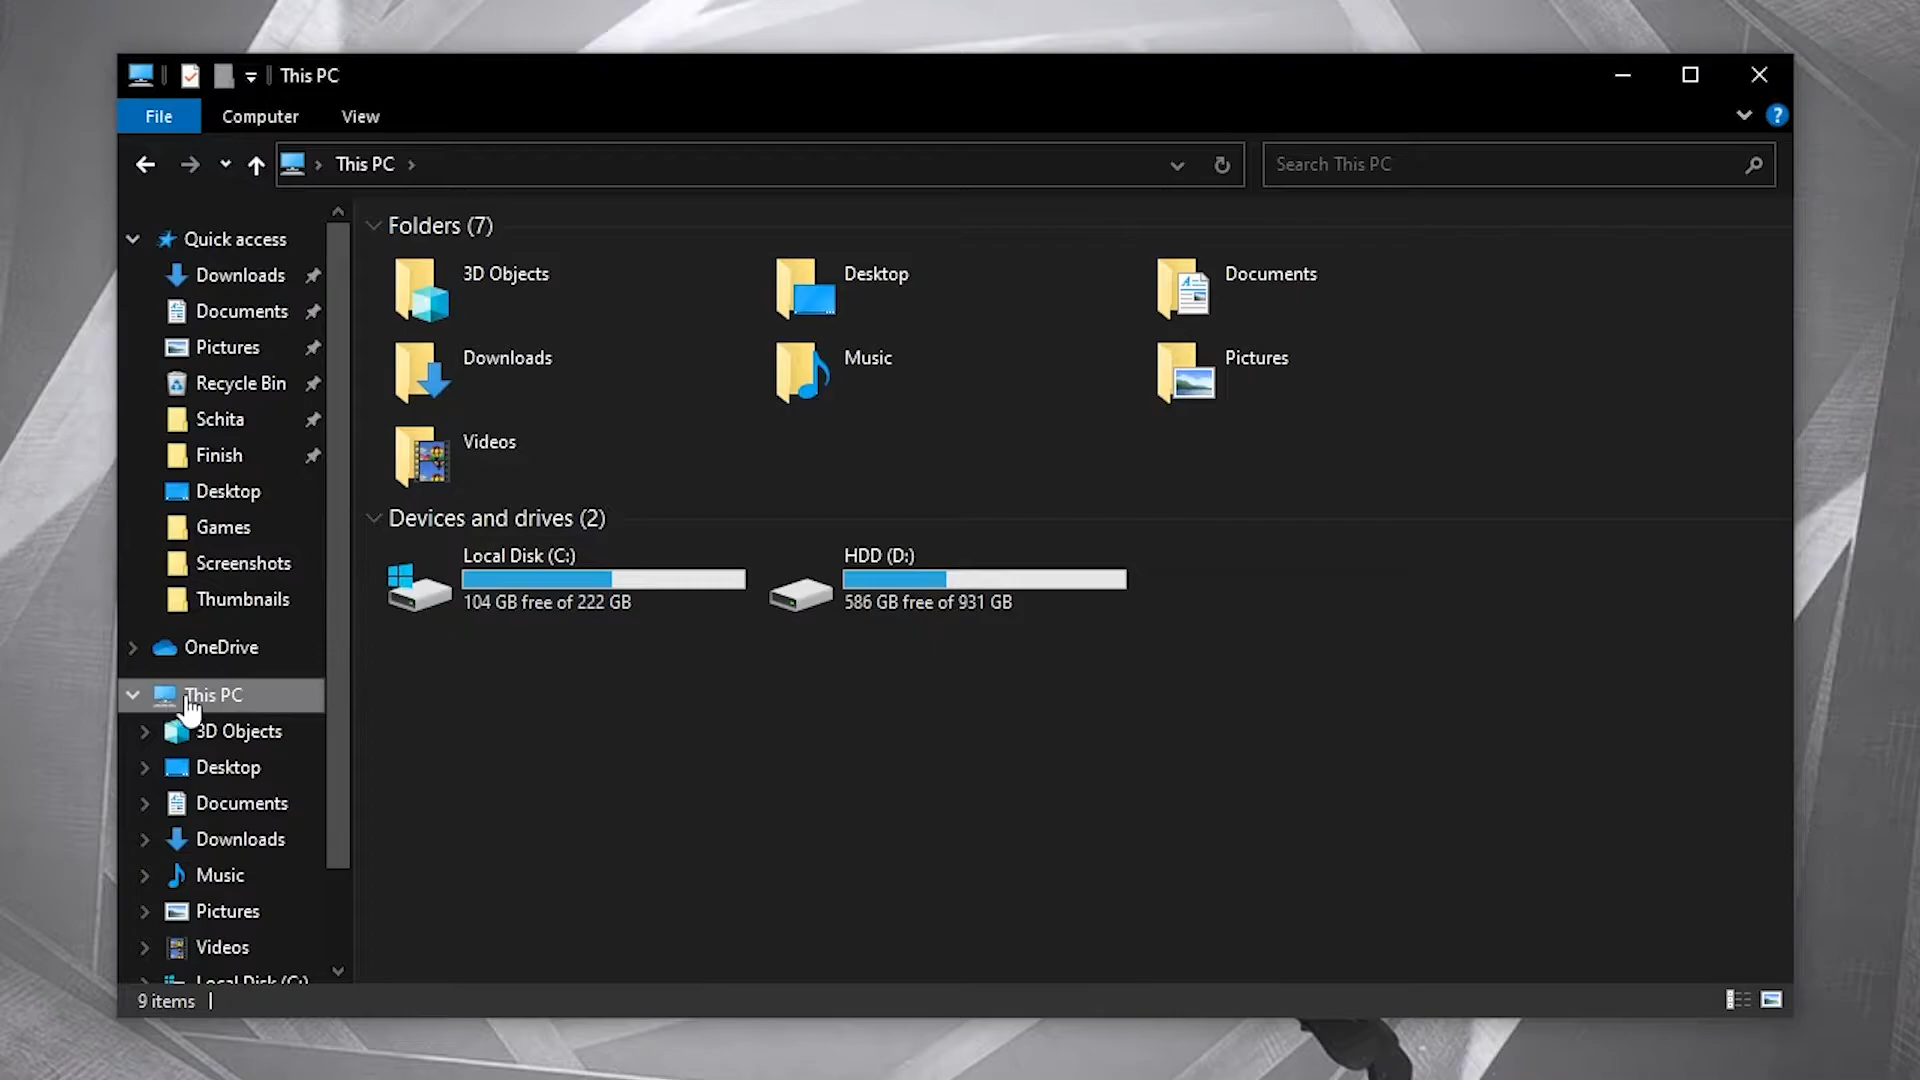 This PC
File Computer View
?
This PC
Search This PC
Quick access
Downloads
Documents
Pictures
Recycle Bin
Schita
Finish
Desktop
Games
Screenshots
Thumbnails
OneDrive
This PC
3D Objects
Desktop
Documents
Downloads
Music
Pictures
Videos
Local Disk (C:)
Folders (7)
3D Objects
Desktop
Documents
Downloads
Music
Pictures
Videos
Devices and drives (2)
Local Disk (C:)
104 GB free of 222 GB
HDD (D:)
586 GB free of 931 GB
9 items